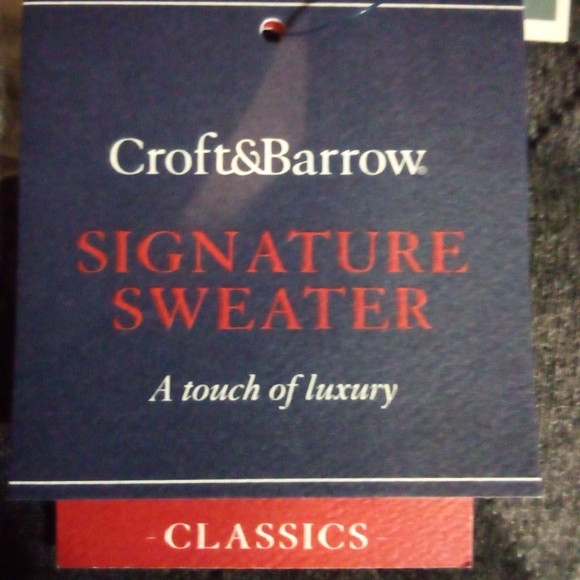 Croft&Barrow®
SIGNATURE
SWEATER
A touch of luxury
- CLASSICS -